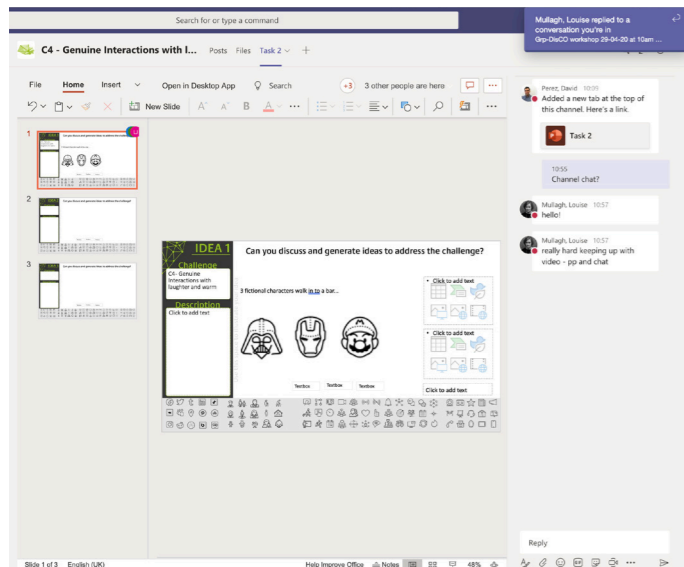 Search for or type a command
Mullagh, Louise replied to a
conversation you're in
Grp-DisCO workshop 29-04-20 at 10am ...
C4 - Genuine Interactions with l... Posts Files Task 2 +
File Home Insert Open in Desktop App Search +3 3 other people are here ...
New Slide A A B A ... ...
1
2
3
IDEA 1
Challenge
C4- Genuine
Interactions with
laughter and warm
Description
Click to add text
Can you discuss and generate ideas to address the challenge?
3 fictional characters walk in to a bar...
Textbox Textbox Textbox
• Click to add text
• Click to add text
Click to add text
Perez, David 10:09
Added a new tab at the top of
this channel. Here's a link.
Task 2
10:55
Channel chat?
Mullagh, Louise 10:57
hello!
Mullagh, Louise 10:57
really hard keeping up with
video - pp and chat
Reply
Slide 1 of 3 English (UK) Help Improve Office Notes 48%